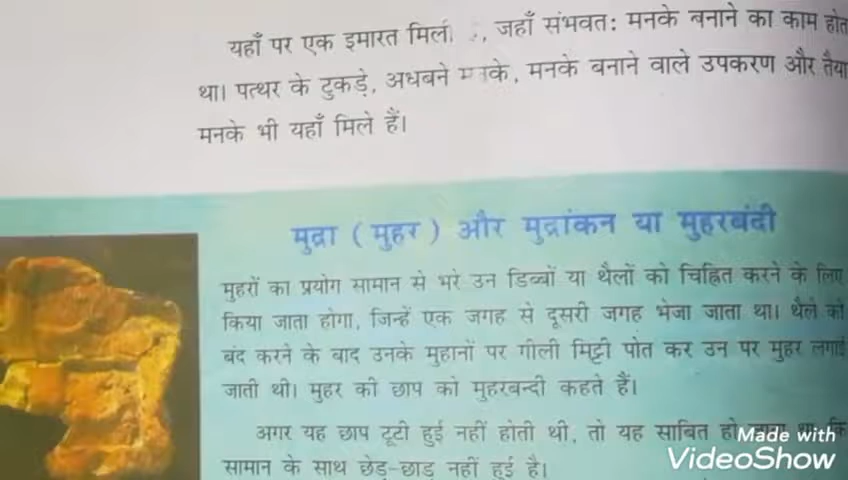 यहाँ पर एक इमारत मिली जहाँ संभवत: मनके बनाने का काम होत
था। पत्थर के टुकड़े, अधबने मनके, मनके बनाने वाले उपकरण और तैया
मनके भी यहाँ मिले हैं।
मुद्रा ( मुहर ) और मुद्रांकन या मुहरबंदी
मुहरों का प्रयोग सामान से भरे उन डिब्बों या थैलों को चिह्नित करने के लिए
किया जाता होगा, जिन्हें एक जगह से दूसरी जगह भेजा जाता था। थैले को
बंद करने के बाद उनके मुहानों पर गीली मिट्टी पोत कर उन पर मुहर लगाई
जाती थी। मुहर की छाप को मुहरबन्दी कहते हैं।
अगर यह छाप टूटी हुई नहीं होती थी, तो यह साबित हो
सामान के साथ छेड़-छाड़ नहीं हुई है।
Made with
VideoShow